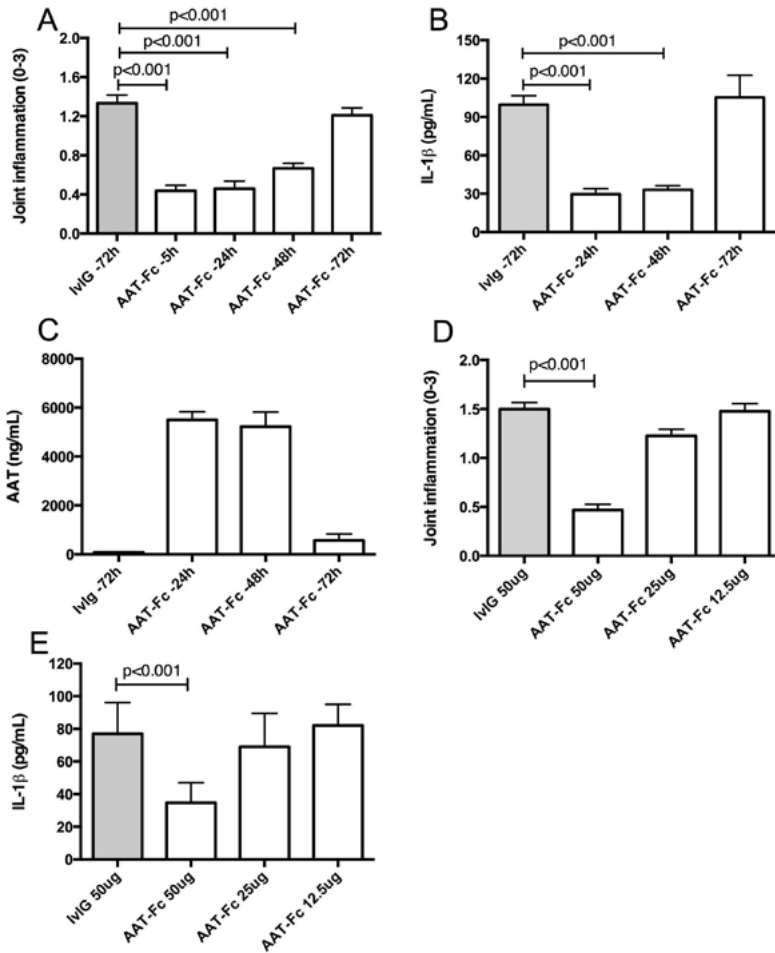 A
p<0.001
p<0.001
p<0.001
Joint inflammation (0-3)
2.0
1.6
1.2
0.8
0.4
0.0
IvIG -72h
AAT-Fc -5h
AAT-Fc -24h
AAT-Fc -48h
AAT-Fc -72h
B
p<0.001
p<0.001
IL-1β (pg/mL)
150
120
90
60
30
0
IvIg -72h
AAT-Fc -24h
AAT-Fc -48h
AAT-Fc -72h
C
AAT (ng/mL)
8000
6000
4000
2000
0
IvIg -72h
AAT-Fc -24h
AAT-Fc -48h
AAT-Fc -72h
D
p<0.001
Joint inflammation (0-3)
2.0
1.5
1.0
0.5
0.0
IvIG 50ug
AAT-Fc 50ug
AAT-Fc 25ug
AAT-Fc 12.5ug
E
p<0.001
IL-1β (pg/mL)
120
100
80
60
40
20
0
IvIG 50ug
AAT-Fc 50ug
AAT-Fc 25ug
AAT-Fc 12.5ug